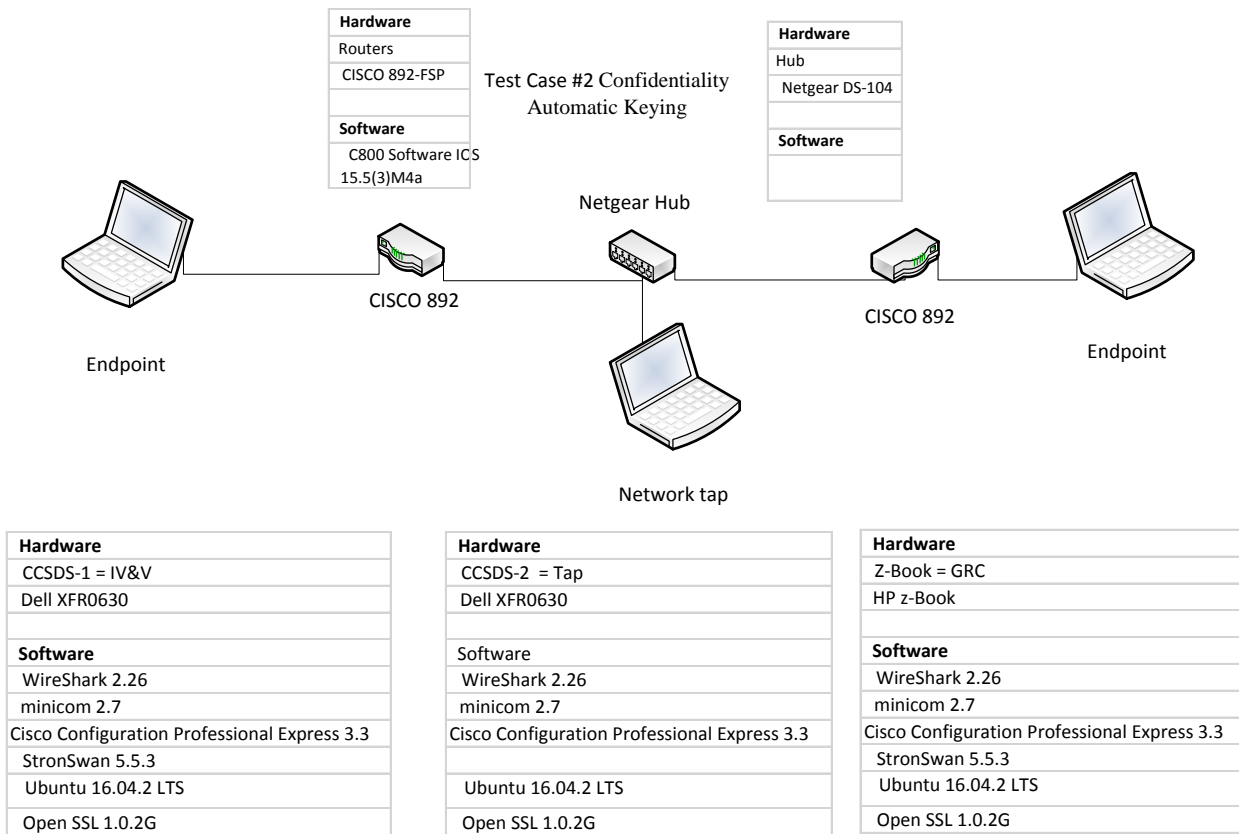 Hardware
Routers
CISCO 892-FSP
Software
C800 Software IOS
15.5(3)M4a
Test Case #2 Confidentiality
Automatic Keying
Hardware
Hub
Netgear DS-104
Software
Netgear Hub
CISCO 892
CISCO 892
Endpoint
Endpoint
Network tap
Hardware
CCSDS-1 = IV&V
Dell XFR0630
Software
WireShark 2.26
minicom 2.7
Cisco Configuration Professional Express 3.3
StronSwan 5.5.3
Ubuntu 16.04.2 LTS
Open SSL 1.0.2G
Hardware
CCSDS-2 = Tap
Dell XFR0630
Software
WireShark 2.26
minicom 2.7
Cisco Configuration Professional Express 3.3
Ubuntu 16.04.2 LTS
Open SSL 1.0.2G
Hardware
Z-Book = GRC
HP z-Book
Software
WireShark 2.26
minicom 2.7
Cisco Configuration Professional Express 3.3
StronSwan 5.5.3
Ubuntu 16.04.2 LTS
Open SSL 1.0.2G